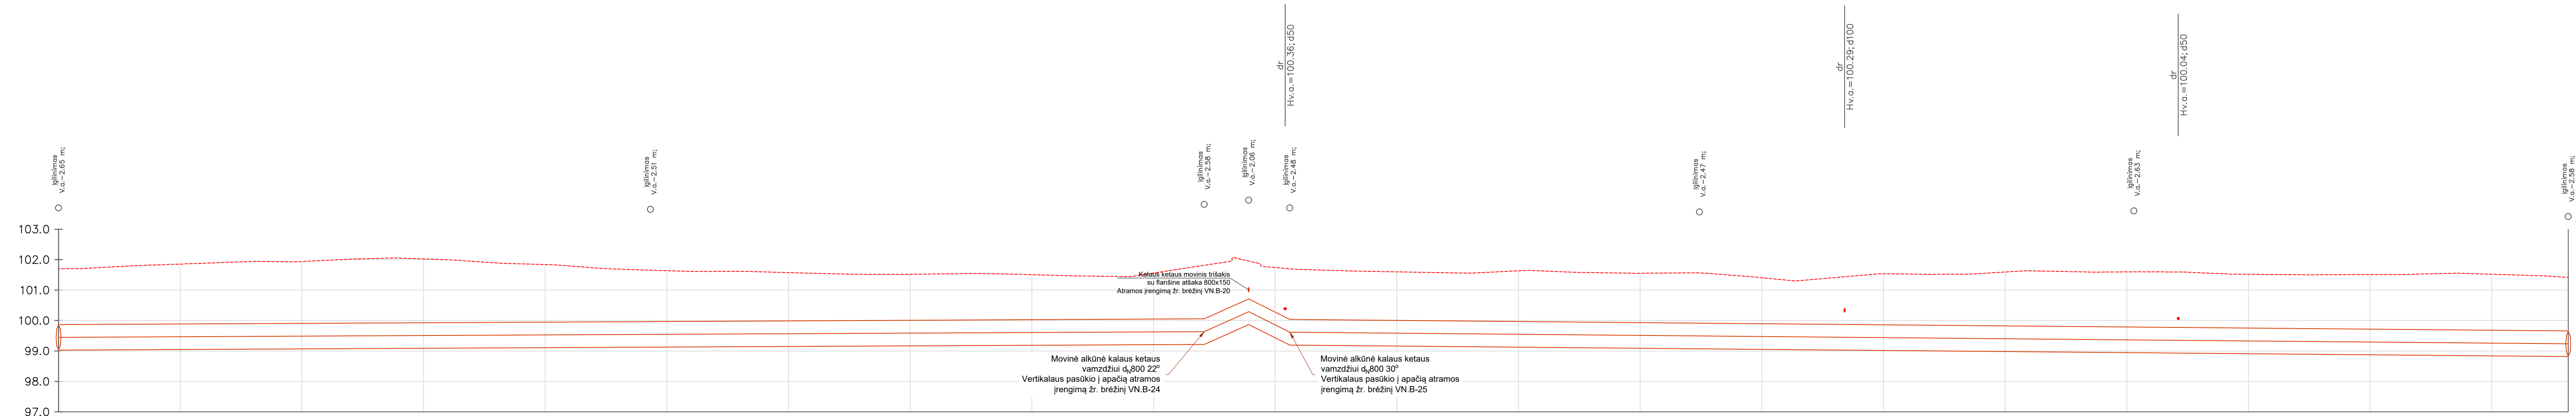 dr
Hv.a.=100.36; d50
dr
Hv.a.=100.29; d100
dr
Hv.a.=100.04; d50
Įgilinimas
V.a.-2.65 m;
Įgilinimas
V.a.-2.51 m;
Įgilinimas
V.a.-2.58 m;
Įgilinimas
V.a.-2.06 m;
Įgilinimas
V.a.-2.48 m;
Įgilinimas
V.a.-2.47 m;
Įgilinimas
V.a.-2.63 m;
Įgilinimas
V.a.-2.58 m;
103.0
102.0
101.0
100.0
99.0
98.0
97.0
Kalaus ketaus movinis trišakis
su flanšine atšaka 800x150
Atramos įrengimą žr. brėžinį VN.B-20
Movinė alkūnė kalaus ketaus
vamzdžiui dN800 22°
Vertikalaus pasūkio į apačią atramos
įrengimą žr. brėžinį VN.B-24
Movinė alkūnė kalaus ketaus
vamzdžiui dN800 30°
Vertikalaus pasūkio į apačią atramos
įrengimą žr. brėžinį VN.B-25